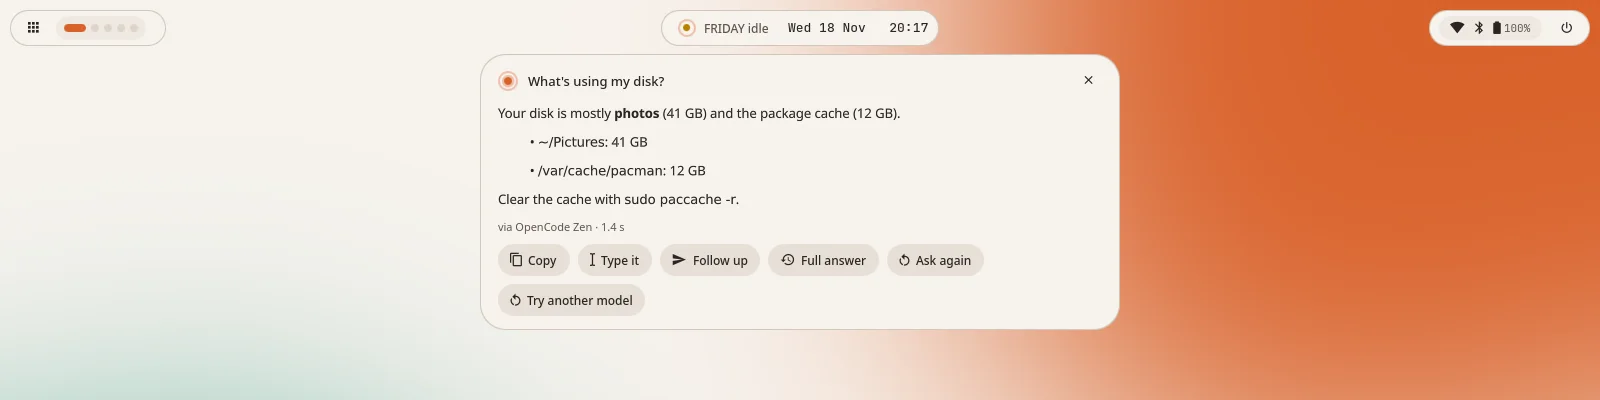 FRIDAY idle Wed 18 Nov 20:17
100%
What's using my disk?
Your disk is mostly photos (41 GB) and the package cache (12 GB).
• ~/Pictures: 41 GB
• /var/cache/pacman: 12 GB
Clear the cache with sudo paccache -r.
via OpenCode Zen · 1.4 s
Copy Type it Follow up Full answer Ask again
Try another model